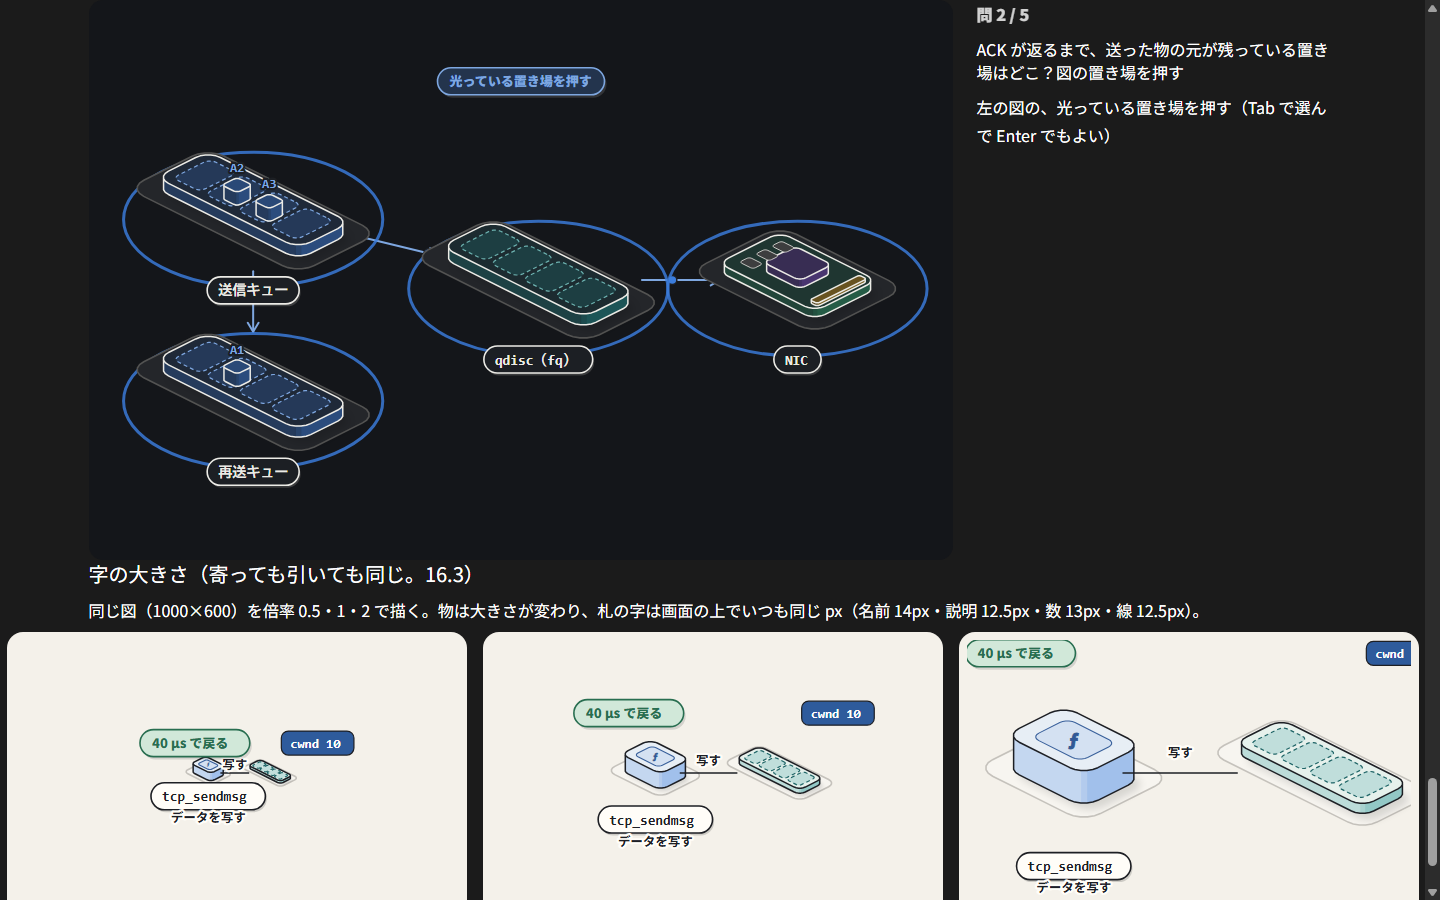 光っている置き場を押す
A2
A3
送信キュー
A1
再送キュー
qdisc (fq)
NIC
問 2 / 5
ACK が返るまで、送った物の元が残っている置き
場はどこ？図の置き場を押す
左の図の、光っている置き場を押す（Tab で選ん
で Enter でもよい）
字の大きさ（寄っても引いても同じ。16.3）
同じ図（1000×600）を倍率 0.5・1・2 で描く。物は大きさが変わり、札の字は画面の上でいつも同じ px（名前 14px・説明 12.5px・数 13px・線 12.5px）。
40 µs で戻る
cwnd 10
f
写す
tcp_sendmsg
データを写す
40 µs で戻る
cwnd 10
f
写す
tcp_sendmsg
データを写す
40 µs で戻る
cwnd
f
写す
tcp_sendmsg
データを写す